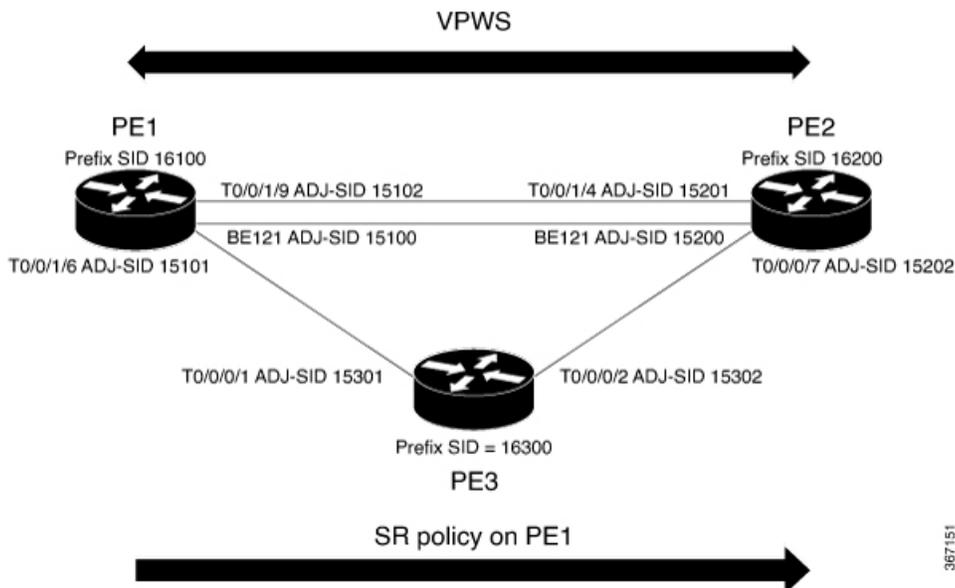 VPWS
PE1
PE2
Prefix SID 16100
Prefix SID 16200
T0/0/1/9 ADJ-SID 15102
T0/0/1/4 ADJ-SID 15201
BE121 ADJ-SID 15100
BE121 ADJ-SID 15200
T0/0/1/6 ADJ-SID 15101
T0/0/0/7 ADJ-SID 15202
T0/0/0/1 ADJ-SID 15301
T0/0/0/2 ADJ-SID 15302
Prefix SID = 16300
PE3
SR policy on PE1
367151